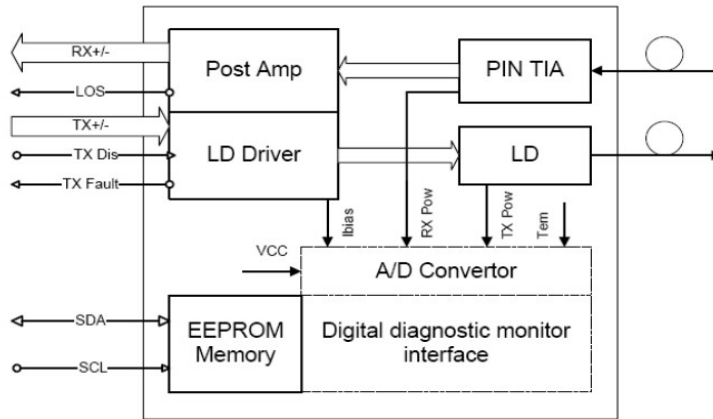 RX+/-
Post Amp
PIN TIA
LOS
TX+/-
TX Dis
LD Driver
LD
TX Fault
Ibias
RX Pow
TX Pow
Tem
VCC
A/D Convertor
SDA
EEPROM
Memory
Digital diagnostic monitor
interface
SCL